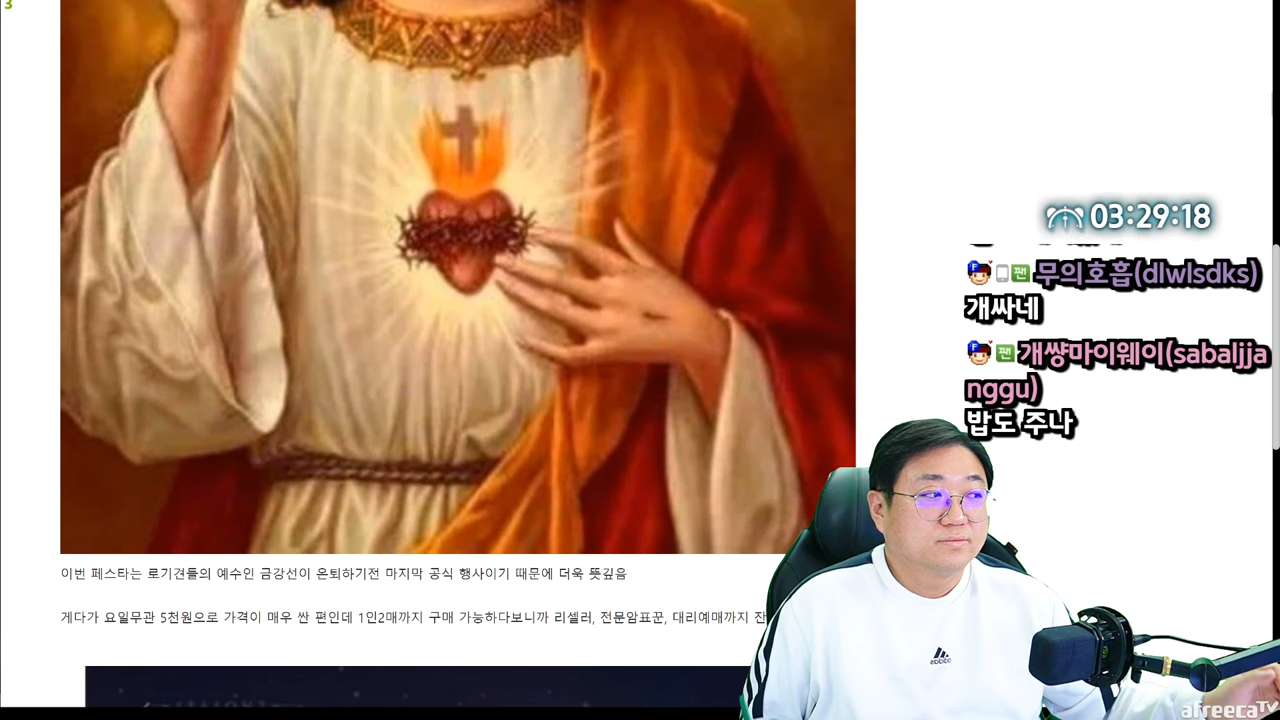 3
03:29:18
꿴 무의호흡(dlwlsdks)
개싸네
꿴 개썅마이웨이(sabaljja
nggu)
밥도 주나
이번 페스타는 로기견들의 예수인 금강선이 은퇴하기전 마지막 공식 행사이기 때문에 더욱 뜻깊음
게다가 요일무관 5천원으로 가격이 매우 싼 편인데 1인2매까지 구매 가능하다보니까 리셀러, 전문암표꾼, 대리예매까지 잔
adidas
afreecaTV